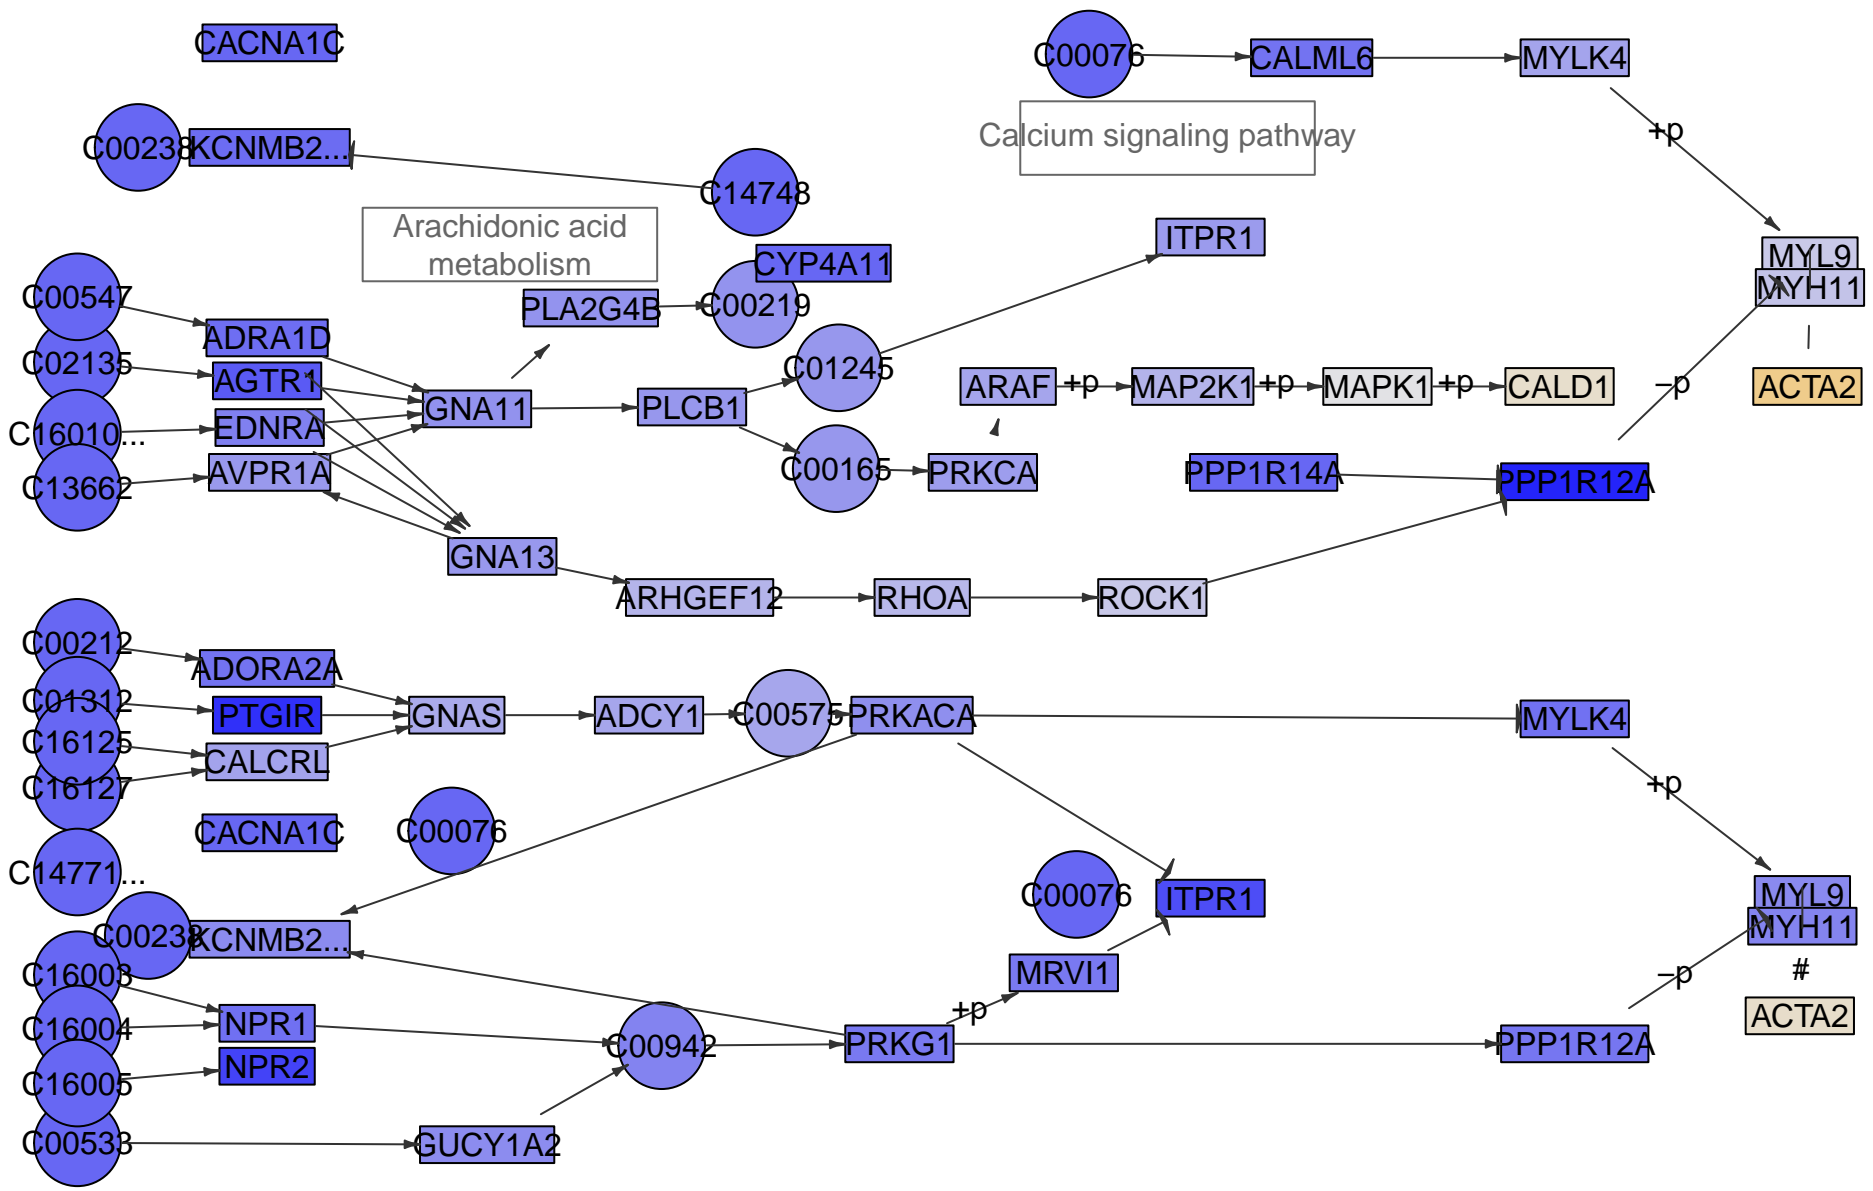 CACNA1C
C00076
CALML6
MYLK4
+p
C00238
KCNMB2...
Calcium signaling pathway
C14748
Arachidonic acid
metabolism
ITPR1
CYP4A11
MYL9
MYH11
C00547
PLA2G4B
C00219
ADRA1D
C02135
AGTR1
C01245
ARAF
+p
MAP2K1
+p
MAPK1
+p
CALD1
−p
ACTA2
GNA11
PLCB1
C16010...
EDNRA
C13662
AVPR1A
C00165
PRKCA
PPP1R14A
PPP1R12A
GNA13
ARHGEF12
RHOA
ROCK1
C00212
ADORA2A
C01312
PTGIR
GNAS
ADCY1
C00575
PRKACA
MYLK4
C16125
CALCRL
C16127
+p
CACNA1C
C00076
C14771...
C00076
ITPR1
MYL9
MYH11
C00238
KCNMB2...
C16003
MRVI1
−p
#
+p
ACTA2
C16004
NPR1
C00942
PRKG1
PPP1R12A
NPR2
C16005
C00533
GUCY1A2